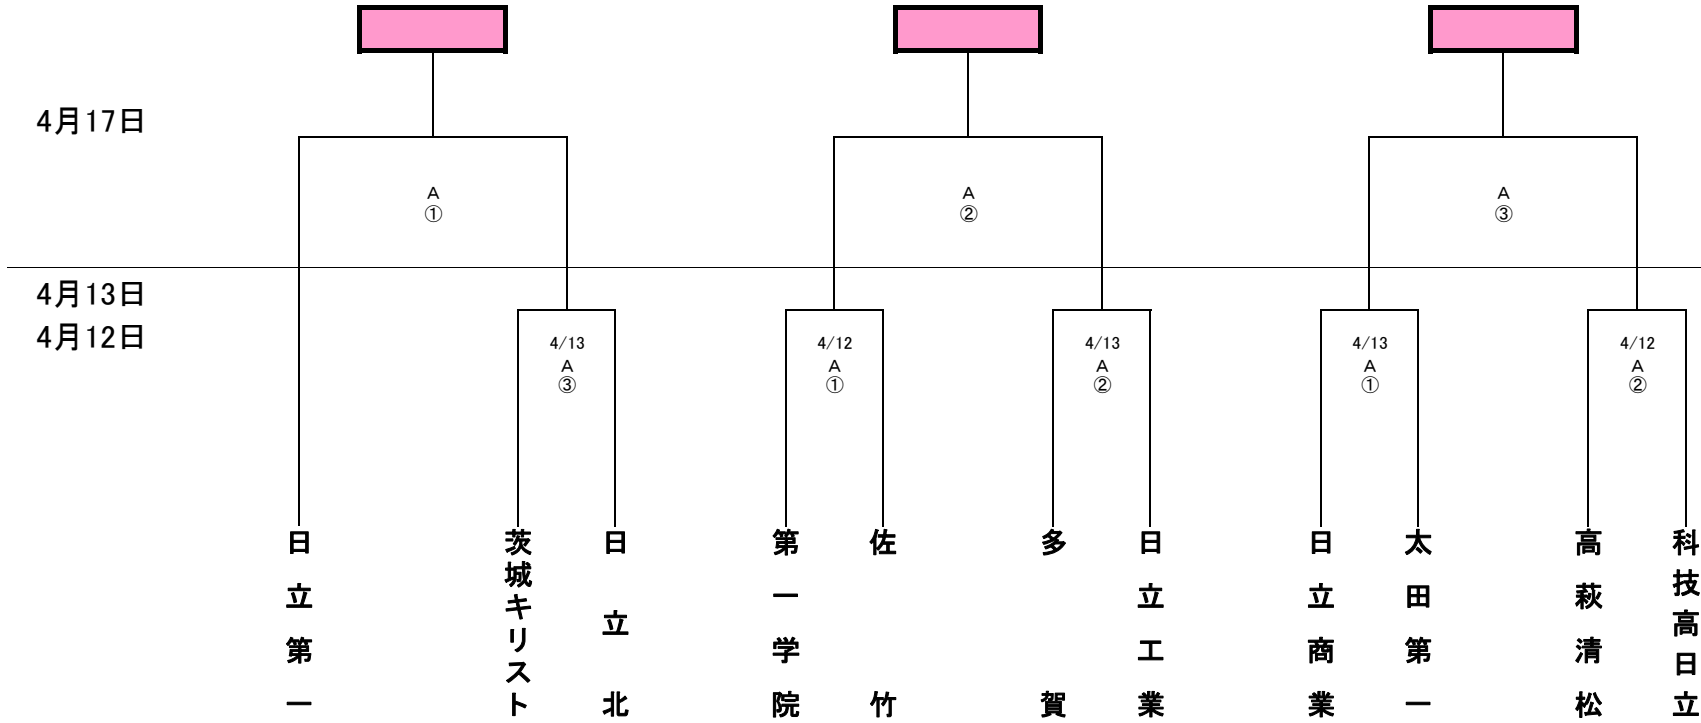 4月17日
A
①
A
②
A
③
4月13日
4月12日
4/13
A
③
4/12
A
①
4/13
A
②
4/13
A
①
4/12
A
②
日立第一
茨城キリスト
日立北
第一学院
佐竹
多賀
日立工業
日立商業
太田第一
高萩清松
科技高日立